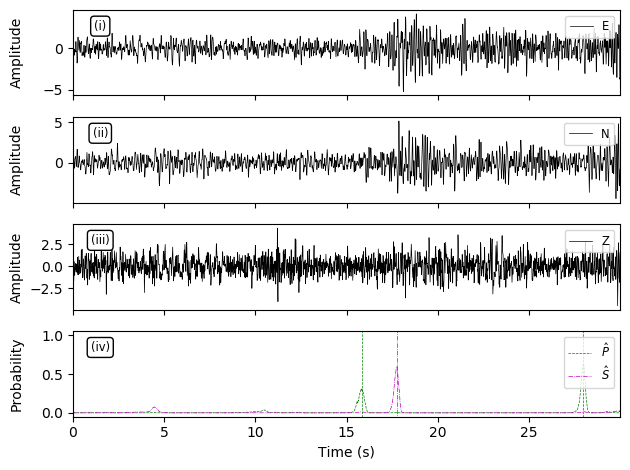 (i)
E
Amplitude
0
−5
(ii)
N
Amplitude
5
0
(iii)
Z
Amplitude
2.5
0.0
−2.5
(iv)
P̂
Ŝ
Probability
1.0
0.5
0.0
0 5 10 15 20 25
Time (s)